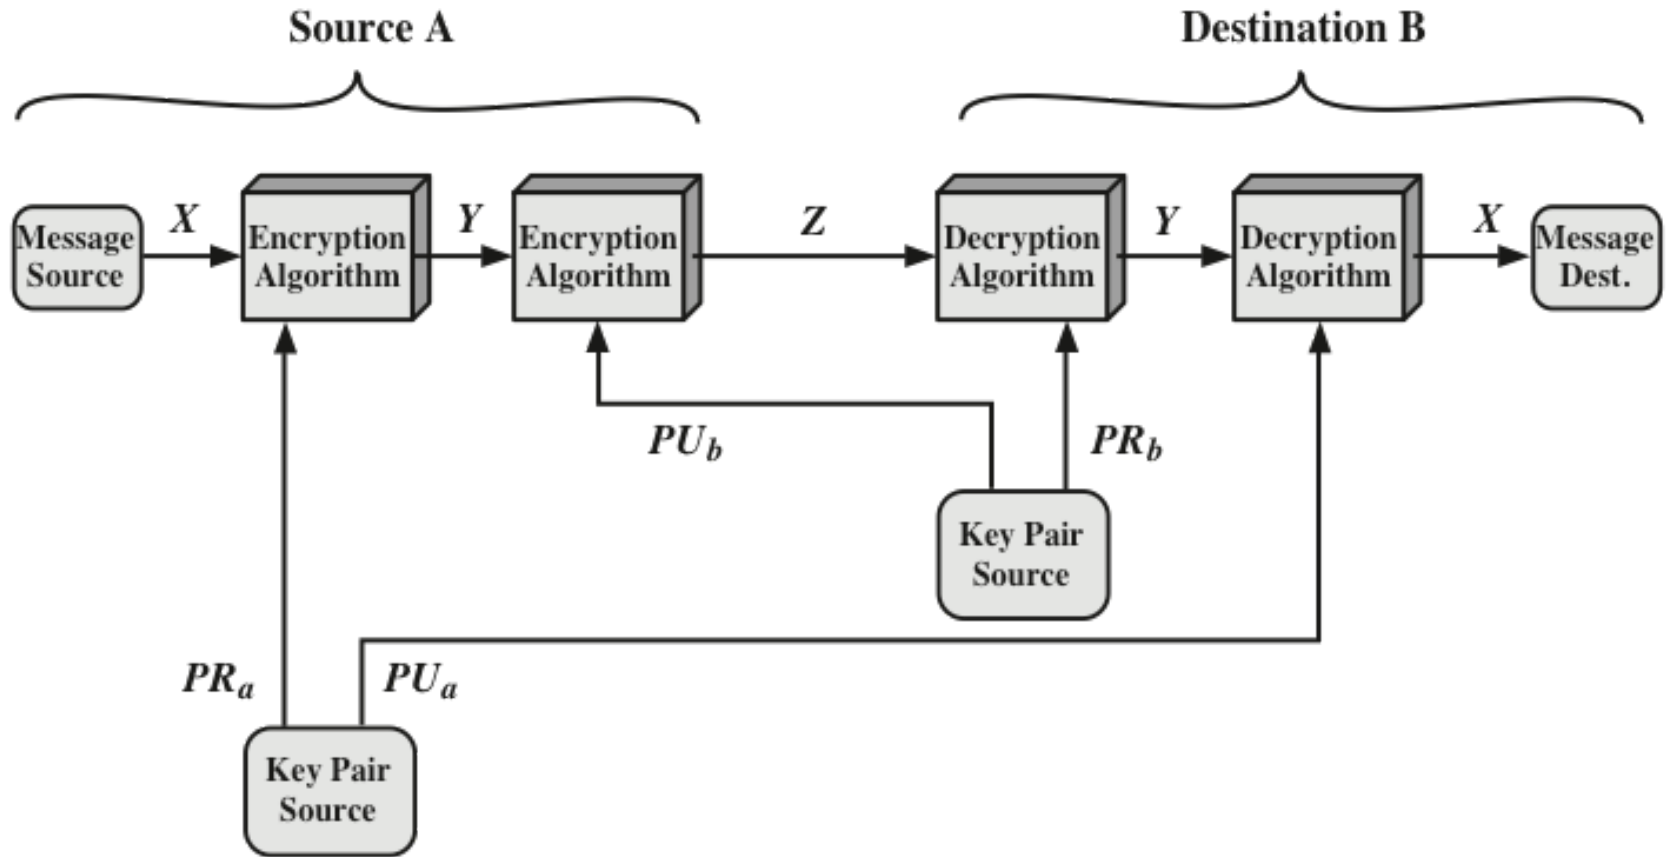 Source A
Destination B
Message
Source
X
Encryption
Algorithm
Y
Encryption
Algorithm
Z
Decryption
Algorithm
Y
Decryption
Algorithm
X
Message
Dest.
PUb
PRb
Key Pair
Source
PRa
PUa
Key Pair
Source